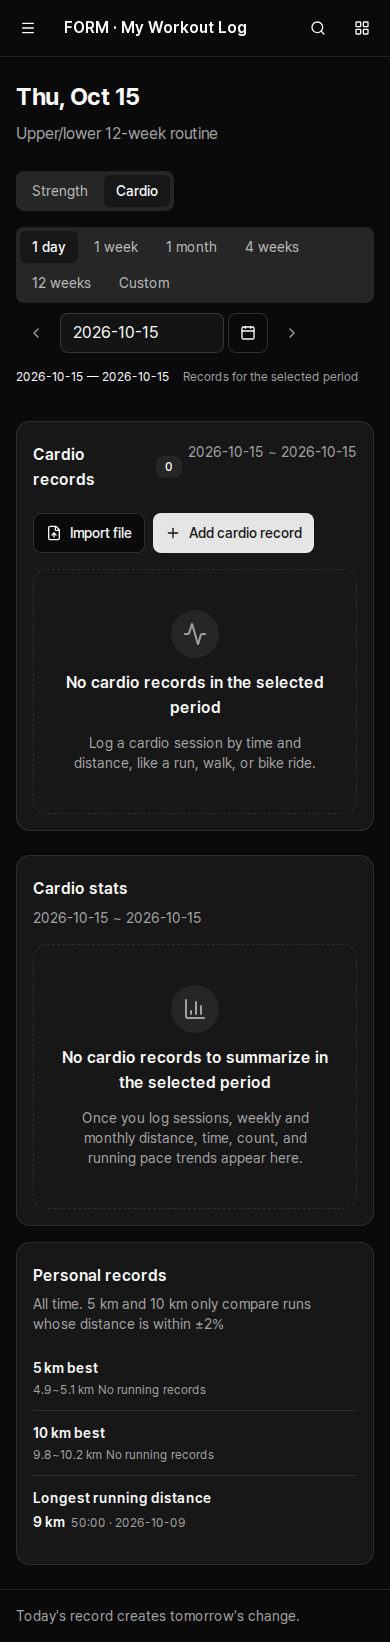 FORM · My Workout Log
Thu, Oct 15
Upper/lower 12-week routine
Strength
Cardio
1 day
1 week
1 month
4 weeks
12 weeks
Custom
2026-10-15
2026-10-15 — 2026-10-15
Records for the selected period
Cardio
records
0
2026-10-15 ~ 2026-10-15
Import file
Add cardio record
No cardio records in the selected
period
Log a cardio session by time and
distance, like a run, walk, or bike ride.
Cardio stats
2026-10-15 ~ 2026-10-15
No cardio records to summarize in
the selected period
Once you log sessions, weekly and
monthly distance, time, count, and
running pace trends appear here.
Personal records
All time. 5 km and 10 km only compare runs
whose distance is within ±2%
5 km best
4.9–5.1 km No running records
10 km best
9.8–10.2 km No running records
Longest running distance
9 km 50:00 · 2026-10-09
Today's record creates tomorrow's change.